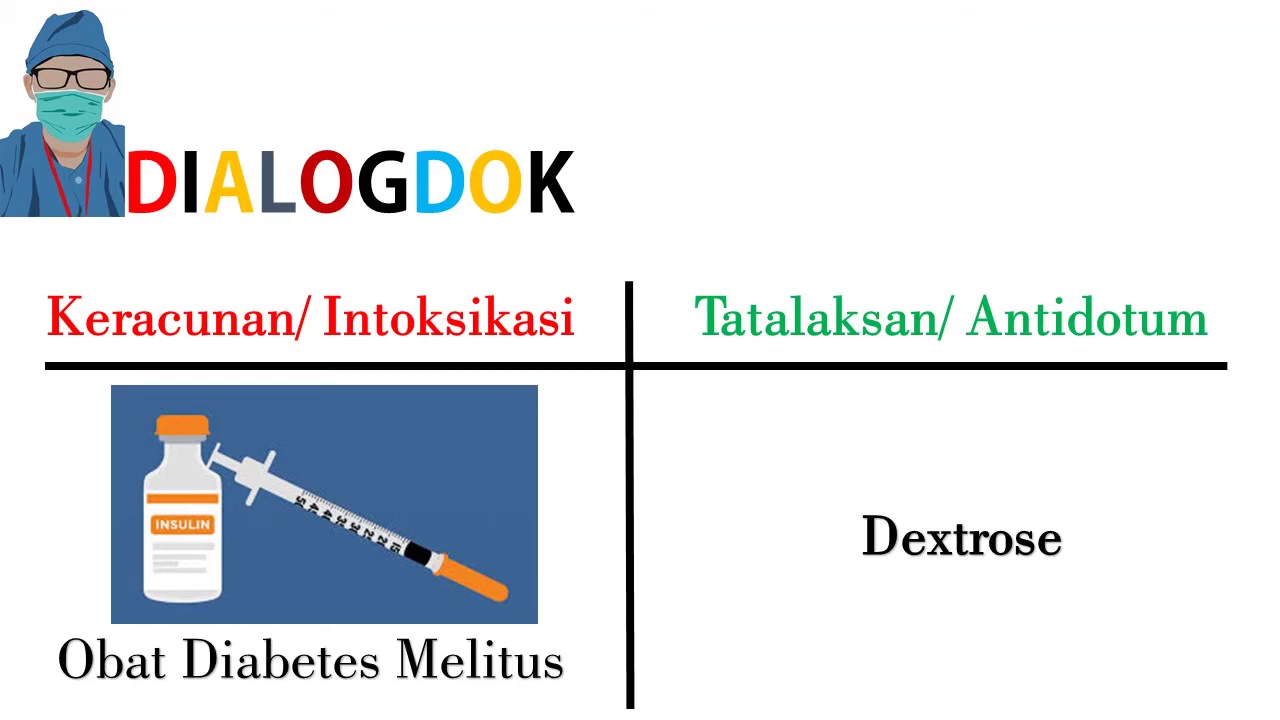 DIALOGDOK
Keracunan/ Intoksikasi
Tatalaksan/ Antidotum
INSULIN
Dextrose
Obat Diabetes Melitus